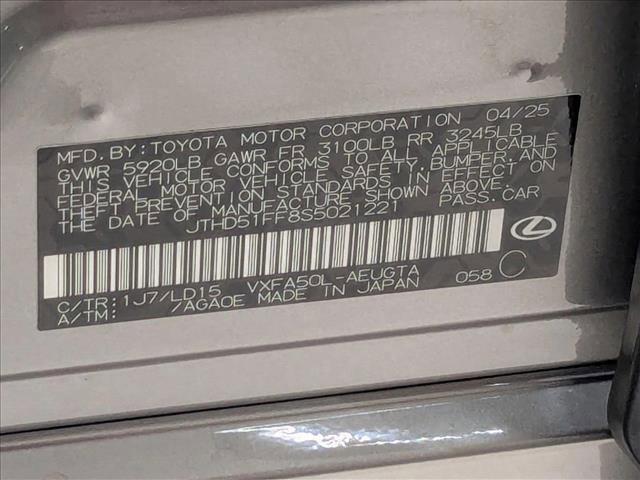 MFD. BY: TOYOTA MOTOR CORPORATION 04/25
GVWR 5920LB GAWR FR 3100LB RR 3245LB
THIS VEHICLE CONFORMS TO ALL APPLICABLE
FEDERAL MOTOR VEHICLE SAFETY, BUMPER, AND
THEFT PREVENTION STANDARDS IN EFFECT ON
THE DATE OF MANUFACTURE SHOWN ABOVE.
JTHD51FF8S5021221 PASS. CAR
C/TR: 1J7/LD15 VXFA50L-AEUGTA 058 C
A/TM: /AGA0E MADE IN JAPAN